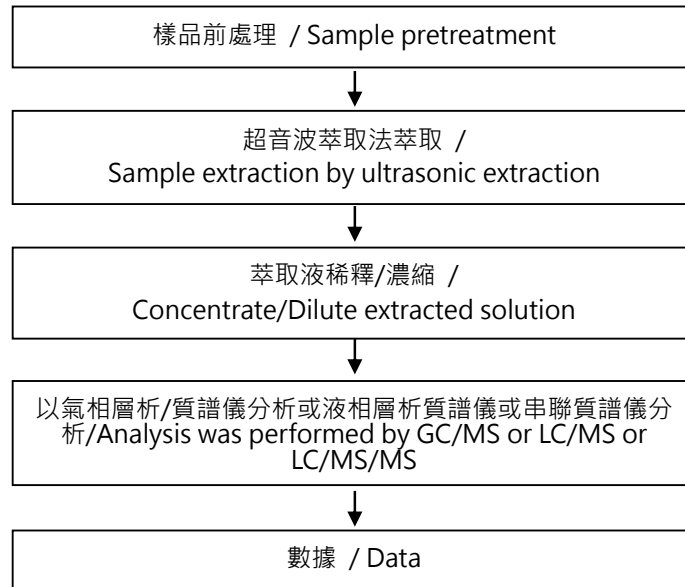 樣品前處理 / Sample pretreatment
超音波萃取法萃取 /
Sample extraction by ultrasonic extraction
萃取液稀釋/濃縮 /
Concentrate/Dilute extracted solution
以氣相層析/質譜儀分析或液相層析質譜儀或串聯質譜儀分
析/Analysis was performed by GC/MS or LC/MS or
LC/MS/MS
數據 / Data